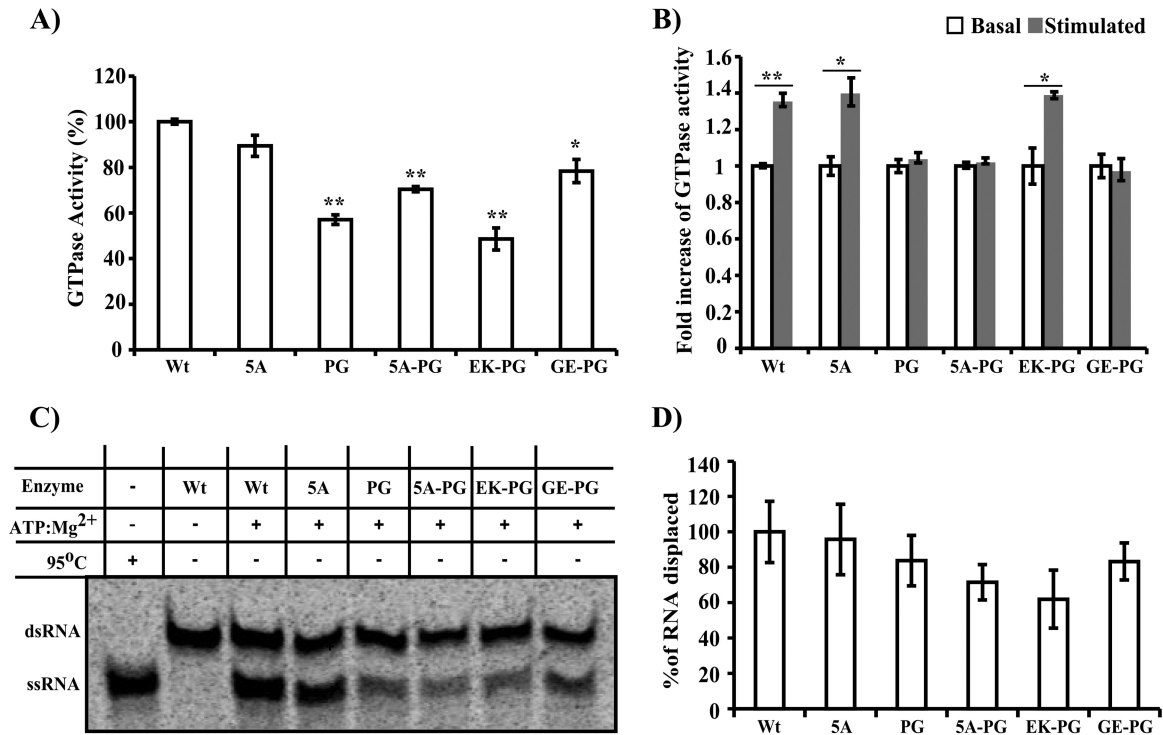 A)
GTPase Activity (%)
120
100
80
60
40
20
0
** ** ** *
Wt 5A PG 5A-PG EK-PG GE-PG
B)
Basal Stimulated
Fold increase of GTPase activity
1.6
1.4
1.2
1
0.8
0.6
0.4
0.2
0
** * *
Wt 5A PG 5A-PG EK-PG GE-PG
C)
Enzyme - Wt Wt 5A PG 5A-PG EK-PG GE-PG
ATP:Mg2+ - - + + + + + +
95oC + - - - - - - -
dsRNA
ssRNA
D)
%of RNA displaced
140
120
100
80
60
40
20
0
Wt 5A PG 5A-PG EK-PG GE-PG